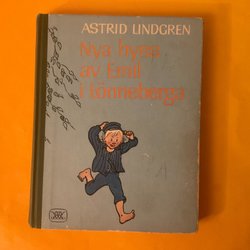 ASTRID LINDGREN
Nya hyss
av Emil
i Lönneberga